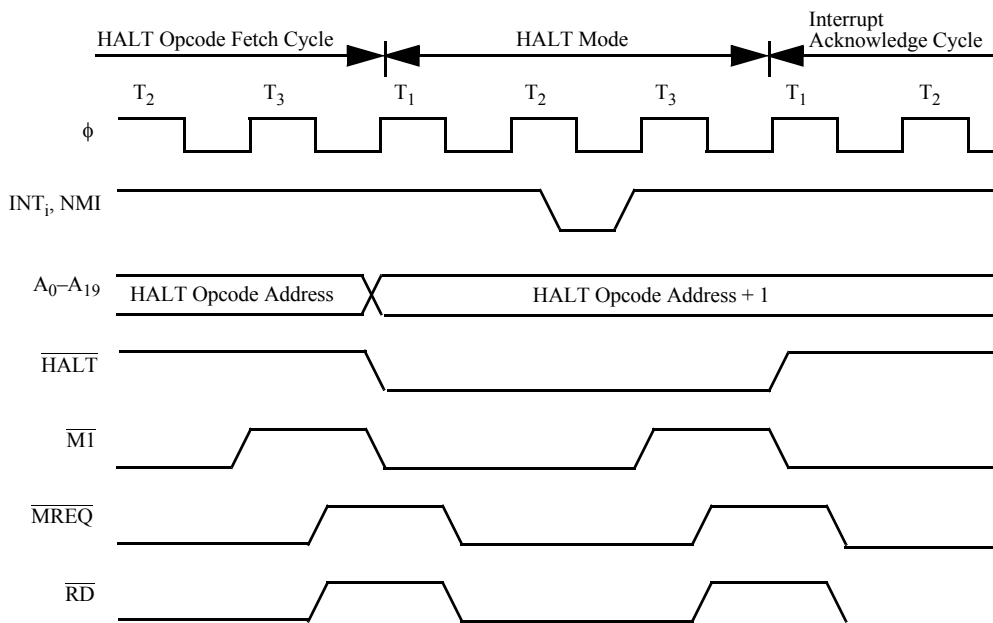 HALT Opcode Fetch Cycle
HALT Mode
Interrupt
Acknowledge Cycle
T2 T3 T1 T2 T3 T1 T2
ϕ
INTi, NMI
A0–A19
HALT Opcode Address
HALT Opcode Address + 1
HALT
M1
MREQ
RD